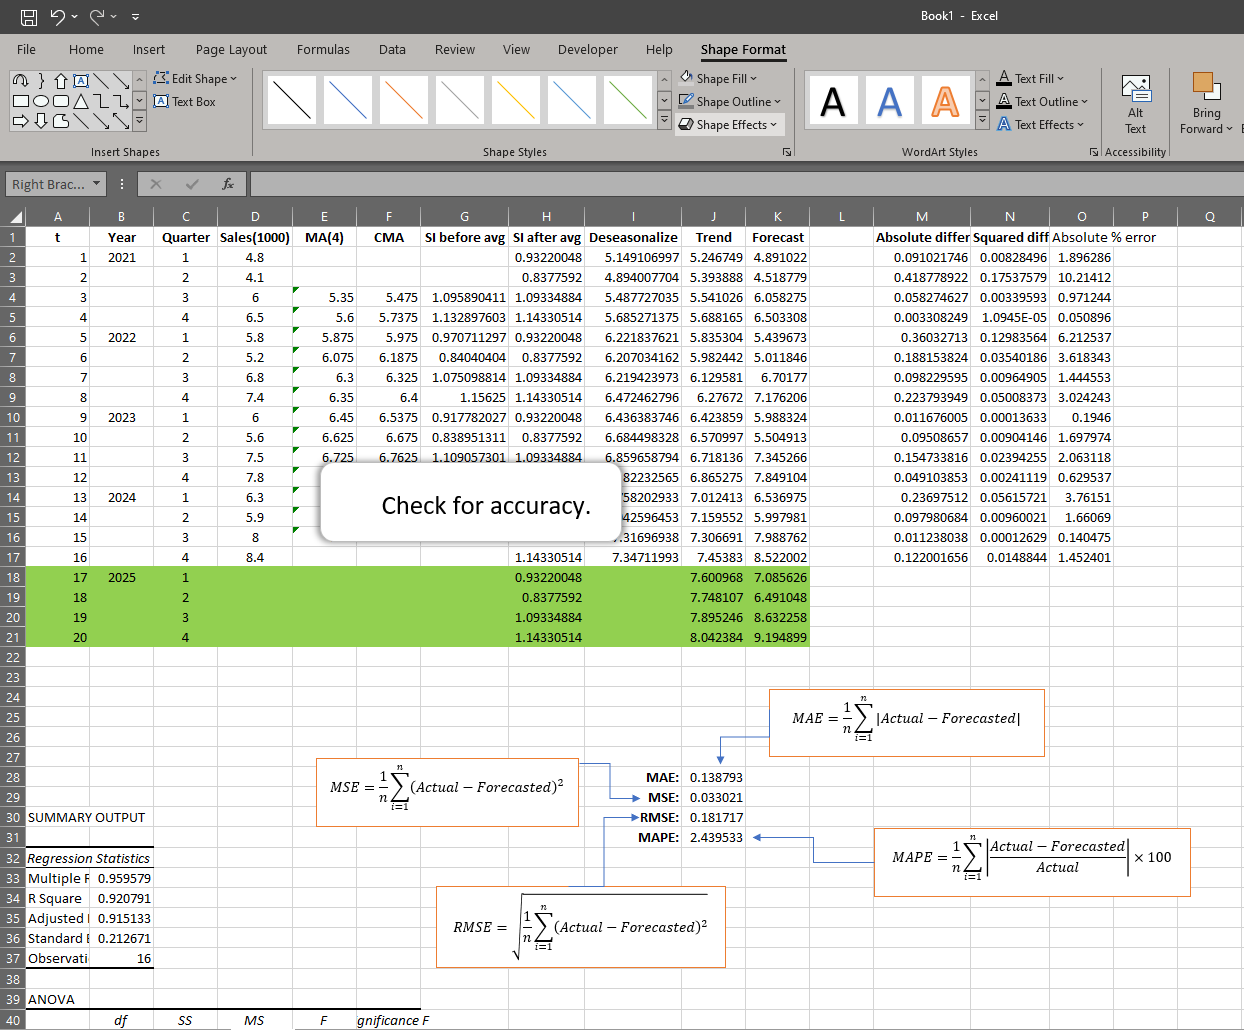 Book1 - Excel
File Home Insert Page Layout Formulas Data Review View Developer Help Shape Format
Edit Shape
Text Box
Insert Shapes
Shape Fill
Shape Outline
Shape Effects
Shape Styles
A A A
Text Fill
Text Outline
Text Effects
WordArt Styles
Alt
Text
Accessibility
Bring
Forward
Right Brac...
fx
A B C D E F G H I J K L M N O P Q
1 t Year Quarter Sales(1000) MA(4) CMA SI before avg SI after avg Deseasonalize Trend Forecast Absolute differ Squared diff Absolute % error
2 1 2021 1 4.8 0.93220048 5.149106997 5.246749 4.891022 0.091021746 0.00828496 1.896286
3 2 2 4.1 0.8377592 4.894007704 5.393888 4.518779 0.418778922 0.17537579 10.21412
4 3 3 6 5.35 5.475 1.095890411 1.09334884 5.487727035 5.541026 6.058275 0.058274627 0.00339593 0.971244
5 4 4 6.5 5.6 5.7375 1.132897603 1.14330514 5.685271375 5.688165 6.503308 0.003308249 1.0945E-05 0.050896
6 5 2022 1 5.8 5.875 5.975 0.970711297 0.93220048 6.221837621 5.835304 5.439673 0.36032713 0.12983564 6.212537
7 6 2 5.2 6.075 6.1875 0.84040404 0.8377592 6.207034162 5.982442 5.011846 0.188153824 0.03540186 3.618343
8 7 3 6.8 6.3 6.325 1.075098814 1.09334884 6.219423973 6.129581 6.70177 0.098229595 0.00964905 1.444553
9 8 4 7.4 6.35 6.4 1.15625 1.14330514 6.472462796 6.27672 7.176206 0.223793949 0.05008373 3.024243
10 9 2023 1 6 6.45 6.5375 0.917782027 0.93220048 6.436383746 6.423859 5.988324 0.011676005 0.00013633 0.1946
11 10 2 5.6 6.625 6.675 0.838951311 0.8377592 6.684498328 6.570997 5.504913 0.09508657 0.00904146 1.697974
12 11 3 7.5 6.725 6.7625 1.109057301 1.09334884 6.859658794 6.718136 7.345266 0.154733816 0.02394255 2.063118
13 12 4 7.8 82232565 6.865275 7.849104 0.049103853 0.00241119 0.629537
14 13 2024 1 6.3 58202933 7.012413 6.536975 0.23697512 0.05615721 3.76151
15 14 2 5.9 42596453 7.159552 5.997981 0.097980684 0.00960021 1.66069
16 15 3 8 .31696938 7.306691 7.988762 0.011238038 0.00012629 0.140475
17 16 4 8.4 1.14330514 7.34711993 7.45383 8.522002 0.122001656 0.0148844 1.452401
Check for accuracy.
18 17 2025 1 0.93220048 7.600968 7.085626
19 18 2 0.8377592 7.748107 6.491048
20 19 3 1.09334884 7.895246 8.632258
21 20 4 1.14330514 8.042384 9.194899
22
23
24
25
26
27
28 MAE: 0.138793
29 MSE: 0.033021
30 SUMMARY OUTPUT RMSE: 0.181717
31 MAPE: 2.439533
MAE = 1/n ∑_{i=1}^{n} |Actual − Forecasted|
MSE = 1/n ∑_{i=1}^{n} (Actual − Forecasted)²
MAPE = 1/n ∑_{i=1}^{n} |(Actual − Forecasted)/Actual| × 100
RMSE = √(1/n ∑_{i=1}^{n} (Actual − Forecasted)²)
32 Regression Statistics
33 Multiple F 0.959579
34 R Square 0.920791
35 Adjusted 0.915133
36 Standard E 0.212671
37 Observati 16
38
39 ANOVA
40 df SS MS F gnificance F